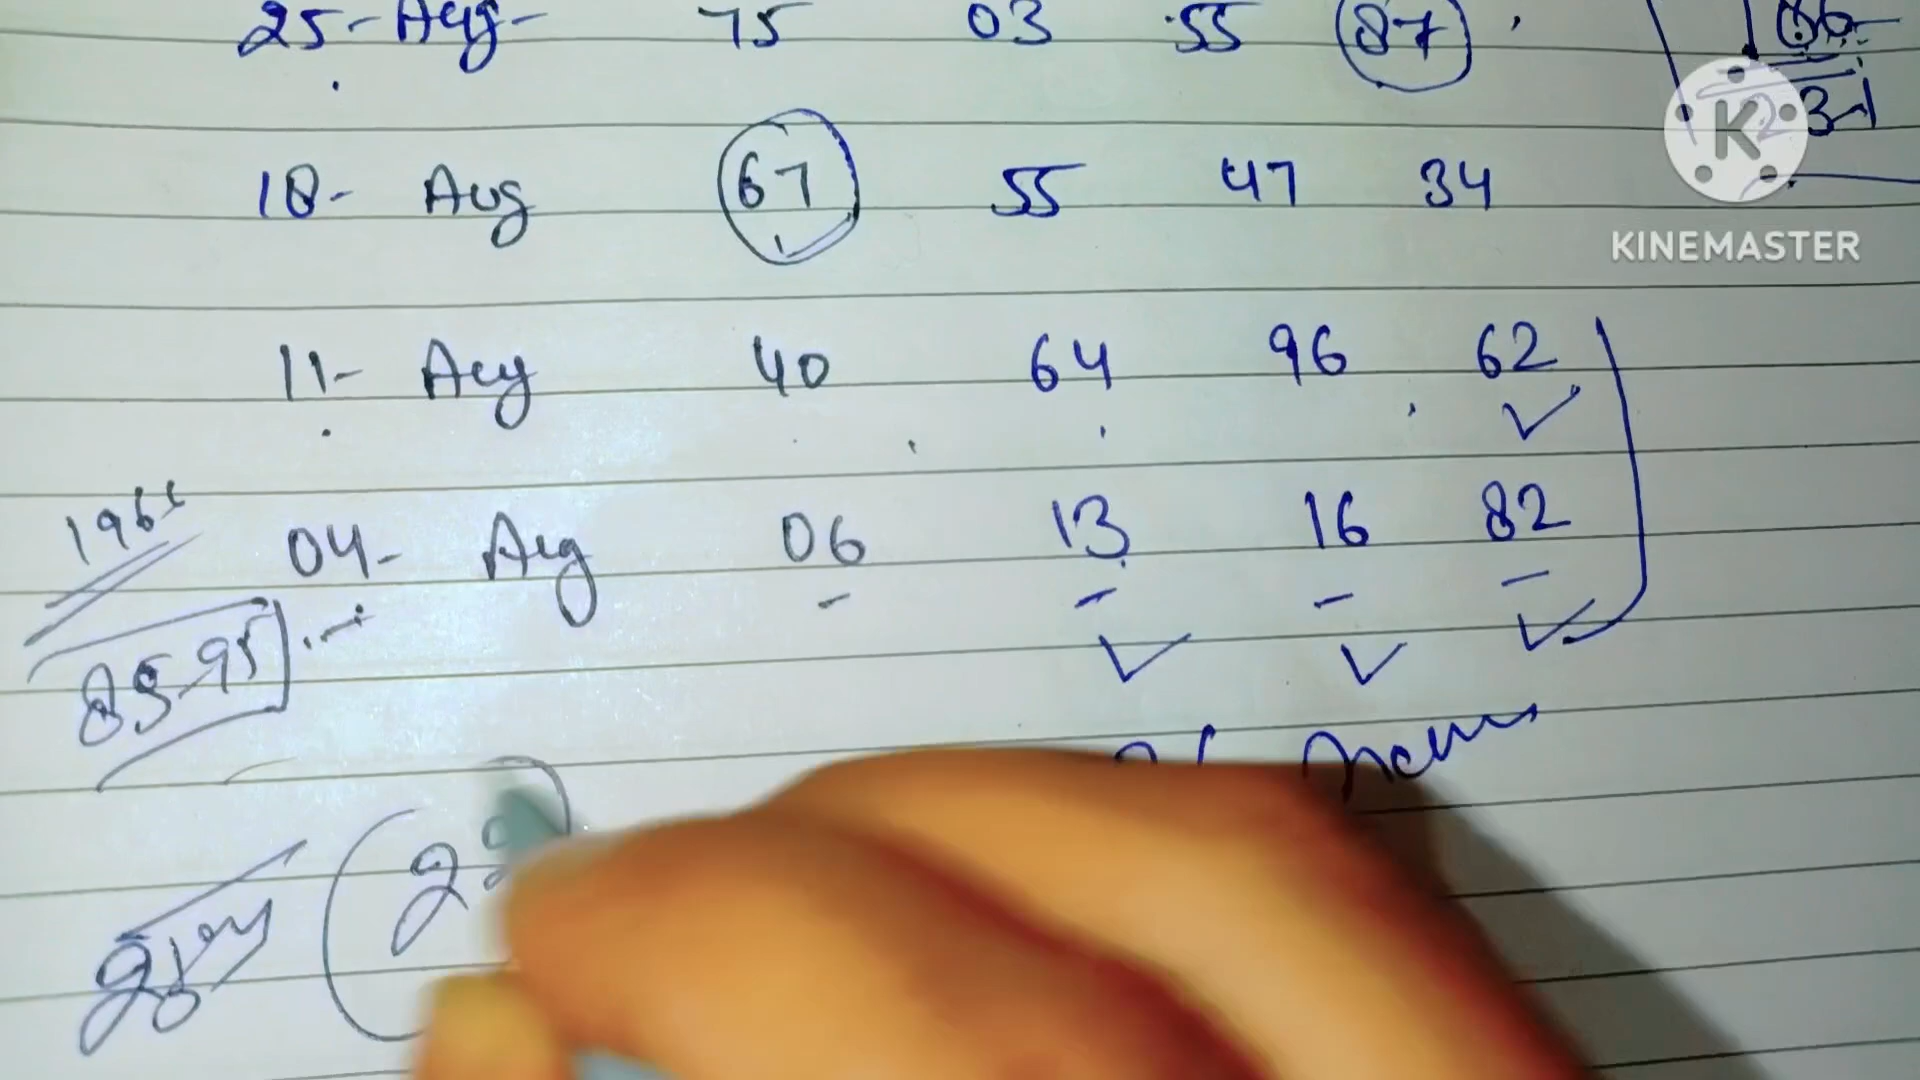 25-Aug- 75 03 55 87
18- Aug 67 55 47 34
KINEMASTER
11- Aug 40 64 96 62
04- Aug 06 13 16 82
85-95